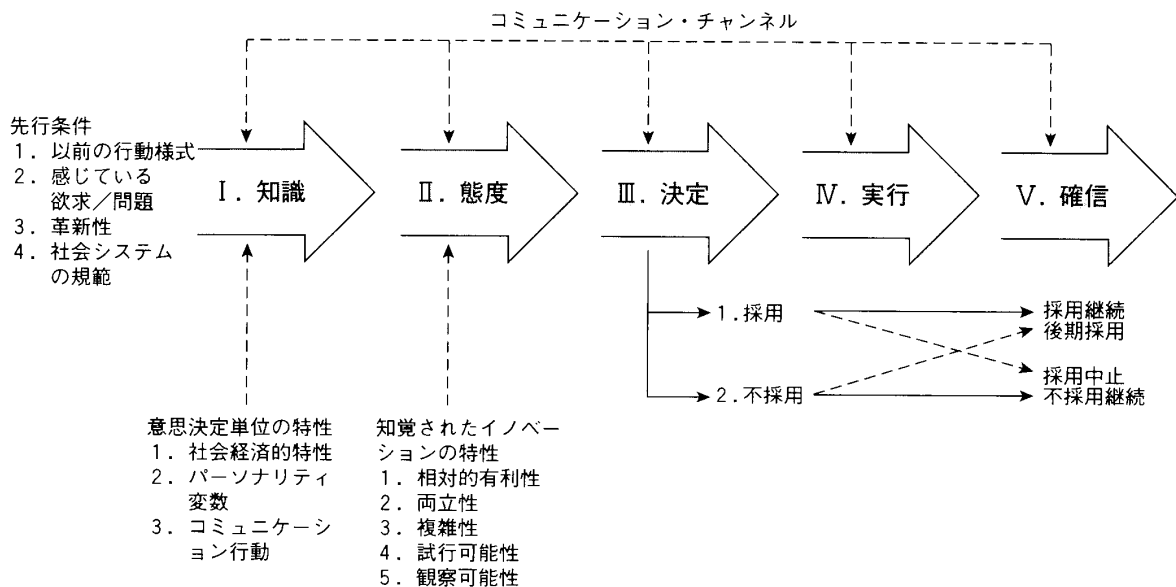 コミュニケーション・チャンネル
先行条件
1．以前の行動様式
2．感じている
欲求／問題
3．革新性
4．社会システム
の規範
Ⅰ．知識
Ⅱ．態度
Ⅲ．決定
Ⅳ．実行
Ⅴ．確信
1．採用
2．不採用
採用継続
後期採用
採用中止
不採用継続
意思決定単位の特性
1．社会経済的特性
2．パーソナリティ
変数
3．コミュニケーシ
ョン行動
知覚されたイノベー
ションの特性
1．相対的有利性
2．両立性
3．複雑性
4．試行可能性
5．観察可能性